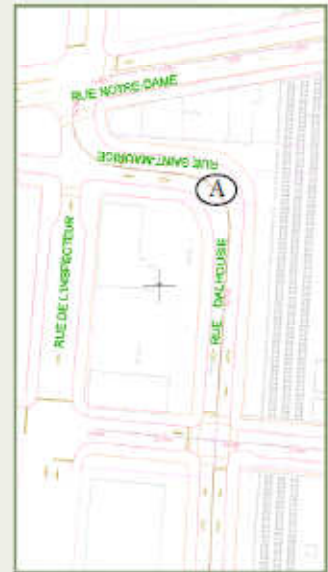 RUE NOTRE-DAME
RUE SAINT-MAURICE
A
RUE DE L'INSPECTEUR
RUE DALHOUSIE